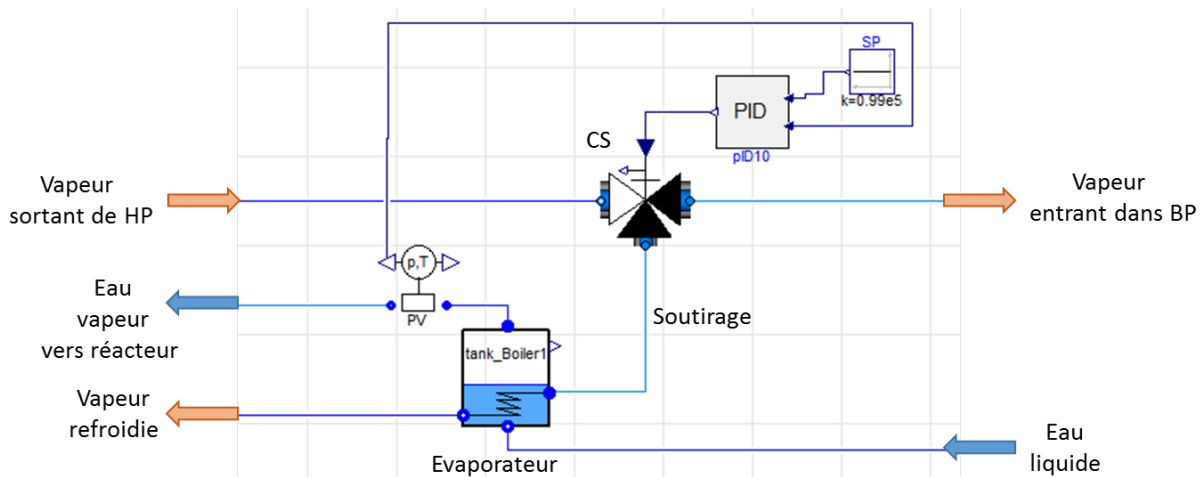 SP
k=0.99e5
PID
pID10
CS
Vapeur
sortant de HP
Vapeur
entrant dans BP
p,T
PV
Eau
vapeur
vers réacteur
Soutirage
tank_Boiler1
Vapeur
refroidie
Evaporateur
Eau
liquide